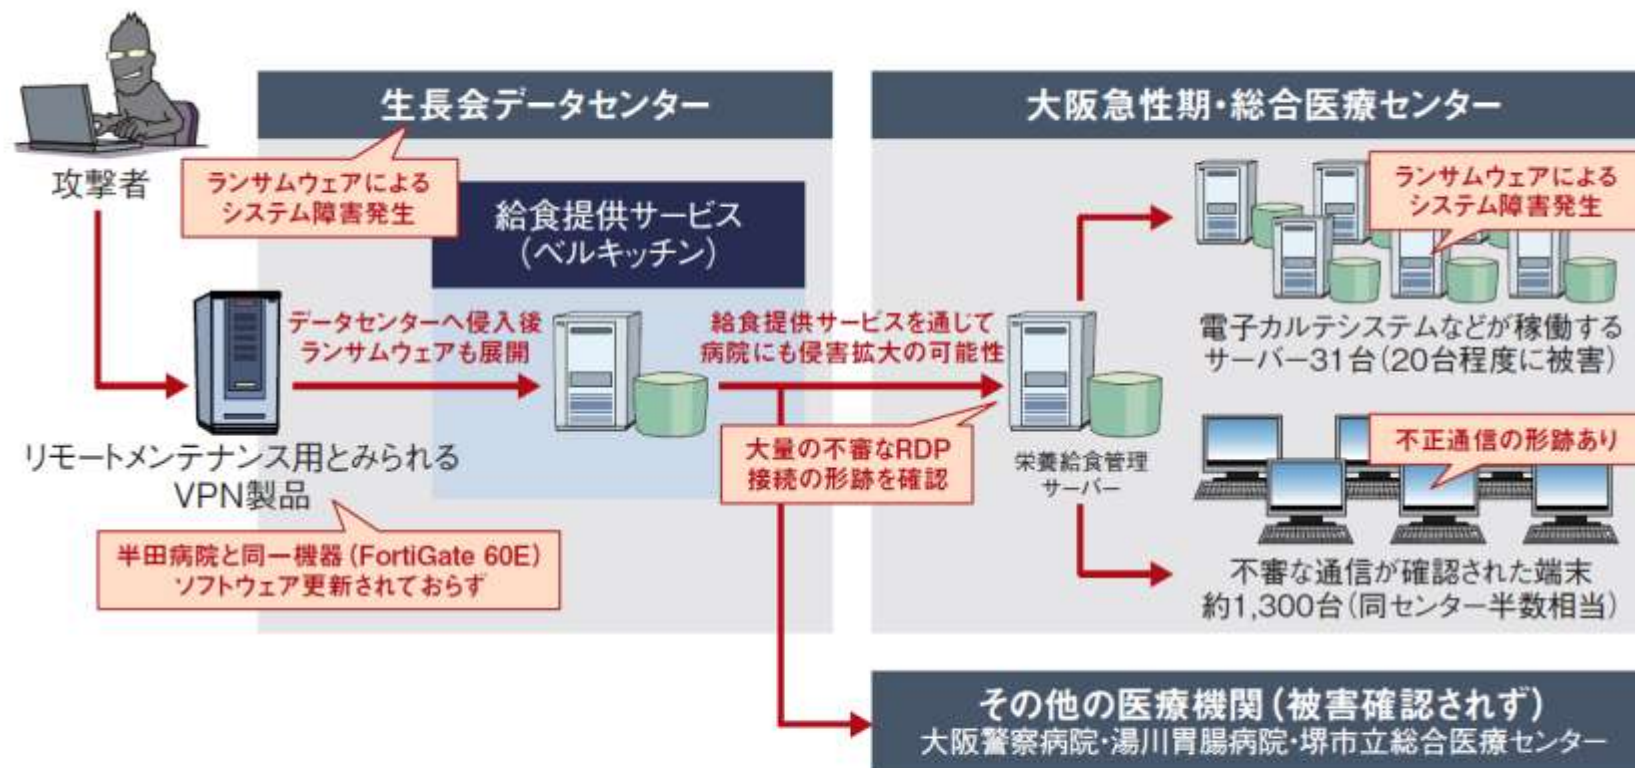 生長会データセンター
大阪急性期・総合医療センター
攻撃者
ランサムウェアによる
システム障害発生
給食提供サービス
(ベルキッチン)
ランサムウェアによる
システム障害発生
データセンターへ侵入後
ランサムウェアも展開
給食提供サービスを通じて
病院にも侵害拡大の可能性
電子カルテシステムなどが稼働する
サーバー31台(20台程度に被害)
リモートメンテナンス用とみられる
VPN製品
大量の不審なRDP
接続の形跡を確認
栄養給食管理
サーバー
不正通信の形跡あり
半田病院と同一機器(FortiGate 60E)
ソフトウェア更新されておらず
不審な通信が確認された端末
約1,300台(同センター半数相当)
その他の医療機関(被害確認されず)
大阪警察病院・湯川胃腸病院・堺市立総合医療センター